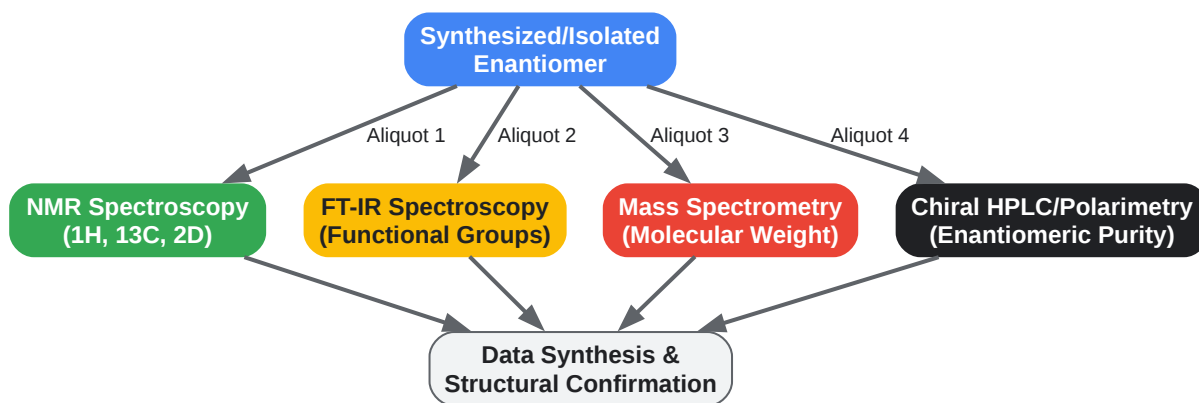 Synthesized/Isolated
Enantiomer
Aliquot 1
Aliquot 2
Aliquot 3
Aliquot 4
NMR Spectroscopy
(1H, 13C, 2D)
FT-IR Spectroscopy
(Functional Groups)
Mass Spectrometry
(Molecular Weight)
Chiral HPLC/Polarimetry
(Enantiomeric Purity)
Data Synthesis &
Structural Confirmation